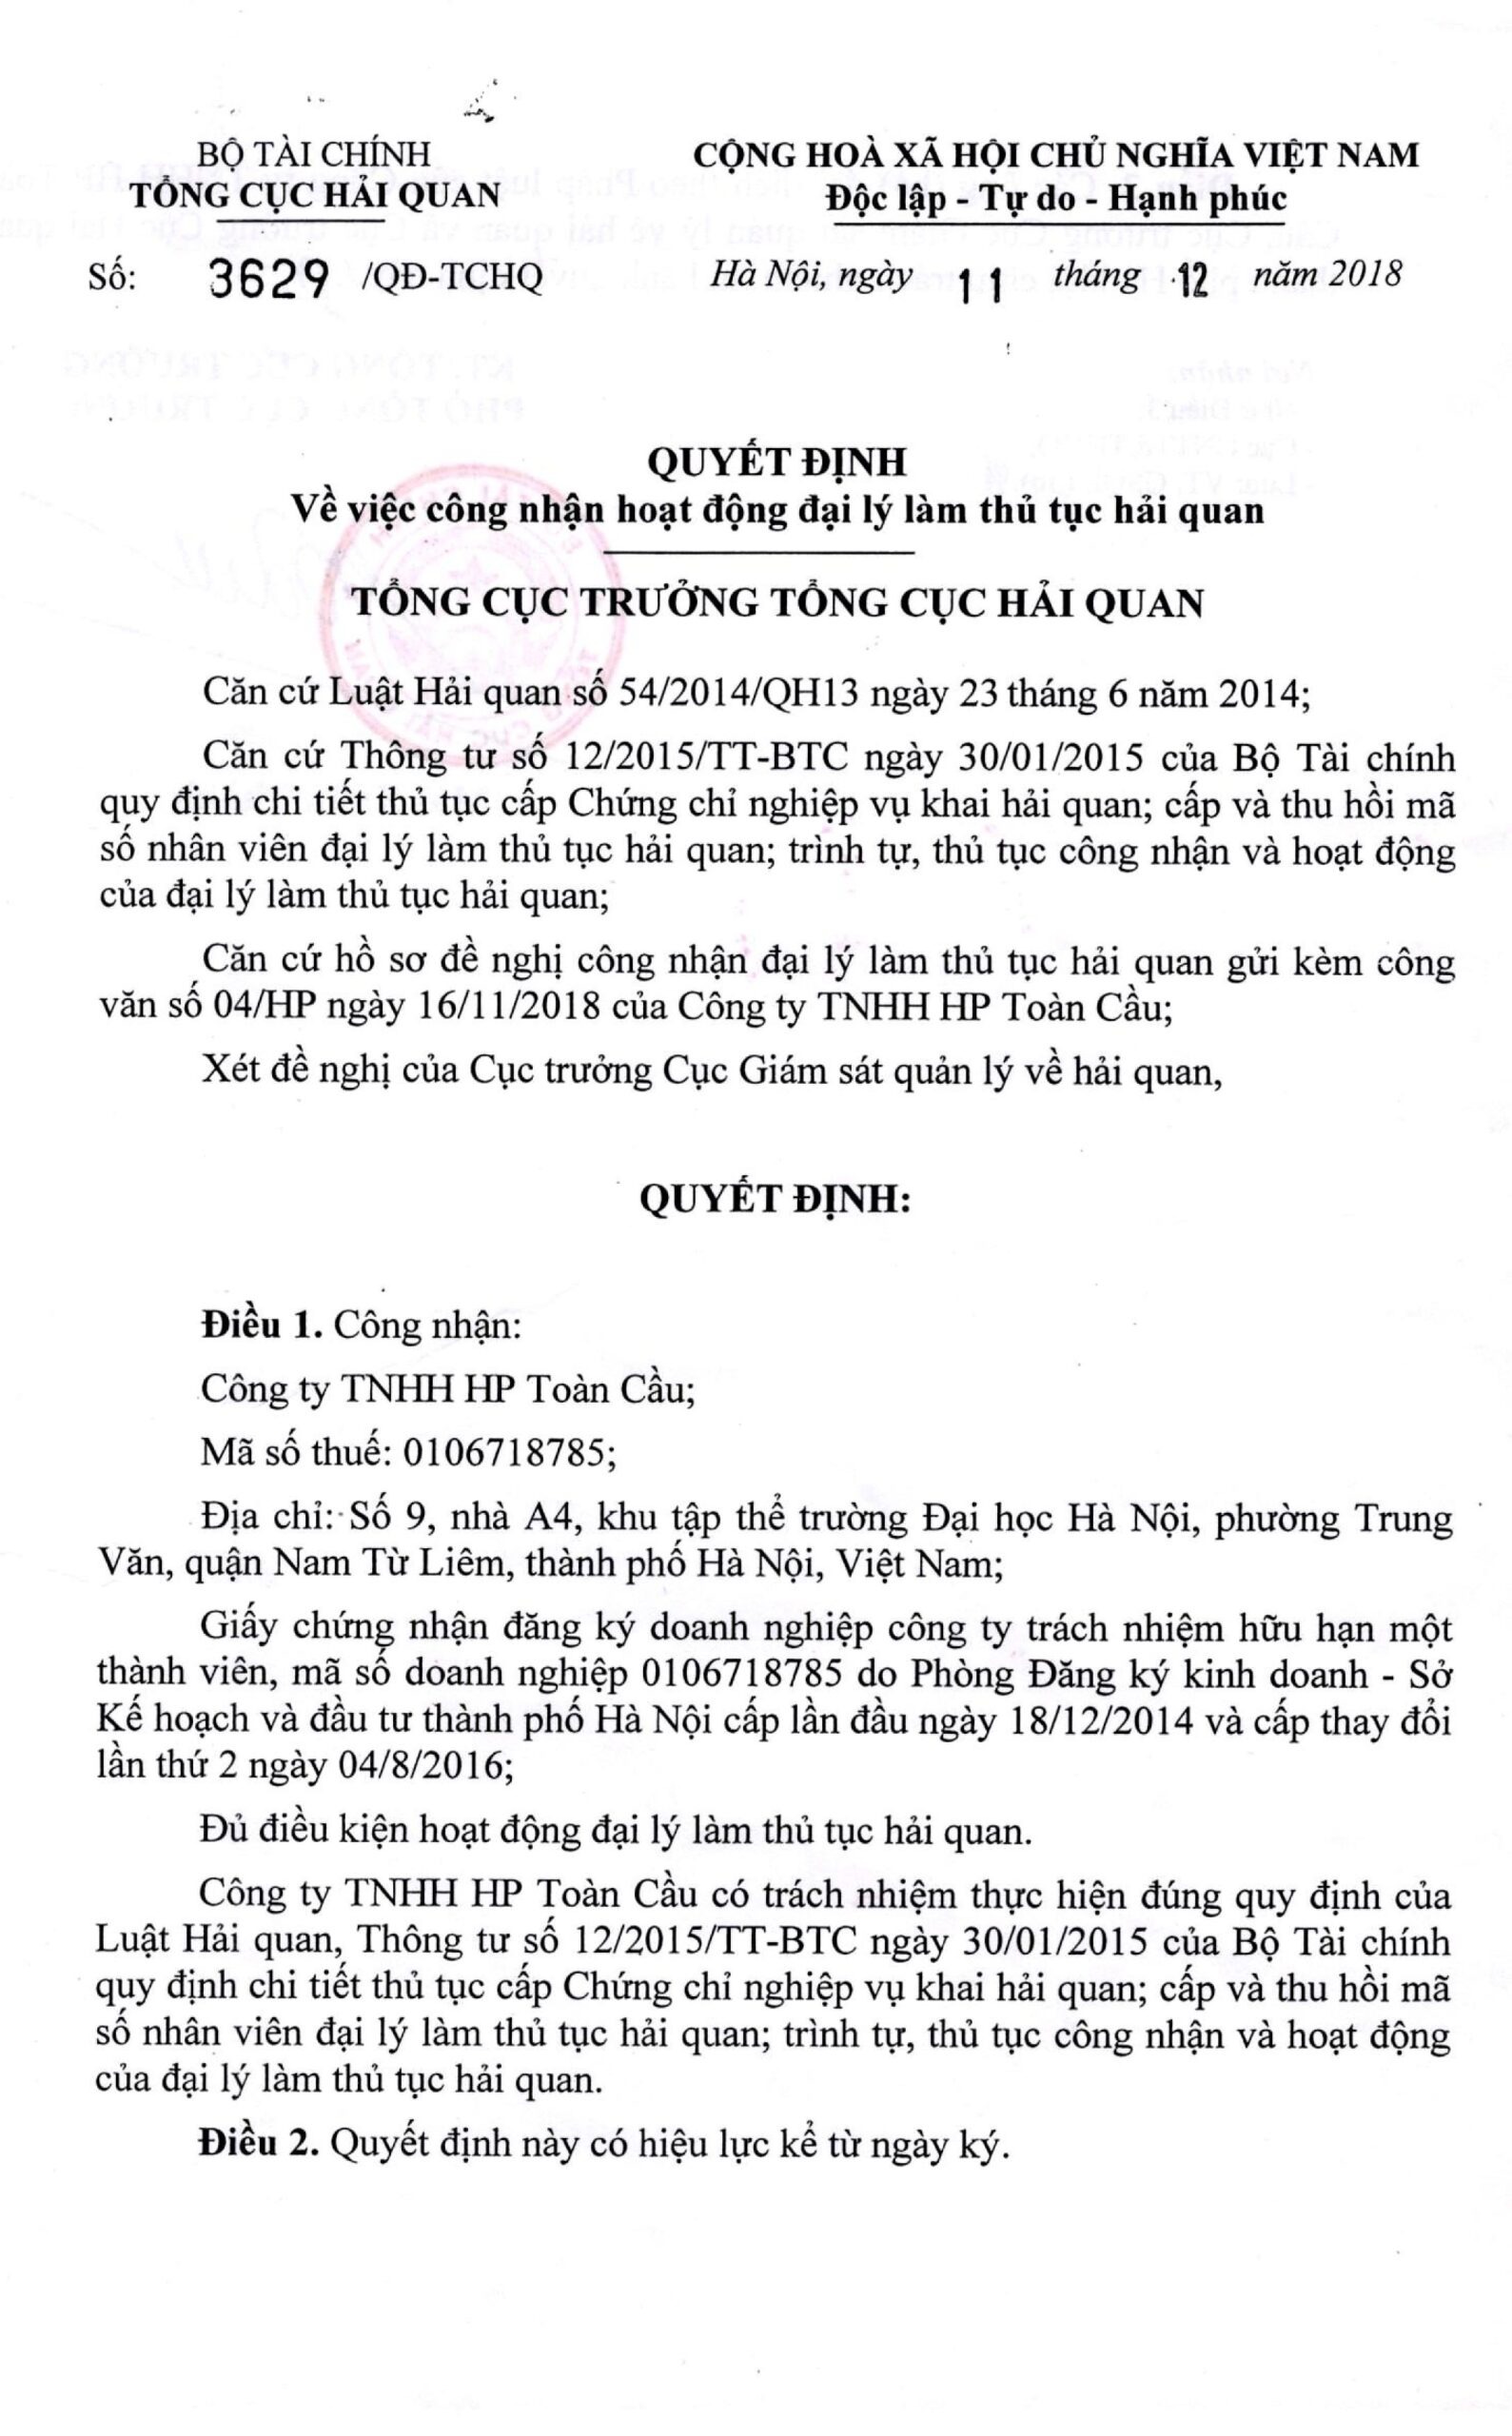 BỘ TÀI CHÍNH
TỔNG CỤC HẢI QUAN
CỘNG HOÀ XÃ HỘI CHỦ NGHĨA VIỆT NAM
Độc lập - Tự do - Hạnh phúc
Số: 3629 /QĐ-TCHQ
Hà Nội, ngày 11 tháng 12 năm 2018
QUYẾT ĐỊNH
Về việc công nhận hoạt động đại lý làm thủ tục hải quan
TỔNG CỤC TRƯỞNG TỔNG CỤC HẢI QUAN
Căn cứ Luật Hải quan số 54/2014/QH13 ngày 23 tháng 6 năm 2014;
Căn cứ Thông tư số 12/2015/TT-BTC ngày 30/01/2015 của Bộ Tài chính
quy định chi tiết thủ tục cấp Chứng chỉ nghiệp vụ khai hải quan; cấp và thu hồi mã
số nhân viên đại lý làm thủ tục hải quan; trình tự, thủ tục công nhận và hoạt động
của đại lý làm thủ tục hải quan;
Căn cứ hồ sơ đề nghị công nhận đại lý làm thủ tục hải quan gửi kèm công
văn số 04/HP ngày 16/11/2018 của Công ty TNHH HP Toàn Cầu;
Xét đề nghị của Cục trưởng Cục Giám sát quản lý về hải quan,
QUYẾT ĐỊNH:
Điều 1. Công nhận:
Công ty TNHH HP Toàn Cầu;
Mã số thuế: 0106718785;
Địa chỉ: Số 9, nhà A4, khu tập thể trường Đại học Hà Nội, phường Trung
Văn, quận Nam Từ Liêm, thành phố Hà Nội, Việt Nam;
Giấy chứng nhận đăng ký doanh nghiệp công ty trách nhiệm hữu hạn một
thành viên, mã số doanh nghiệp 0106718785 do Phòng Đăng ký kinh doanh - Sở
Kế hoạch và đầu tư thành phố Hà Nội cấp lần đầu ngày 18/12/2014 và cấp thay đổi
lần thứ 2 ngày 04/8/2016;
Đủ điều kiện hoạt động đại lý làm thủ tục hải quan.
Công ty TNHH HP Toàn Cầu có trách nhiệm thực hiện đúng quy định của
Luật Hải quan, Thông tư số 12/2015/TT-BTC ngày 30/01/2015 của Bộ Tài chính
quy định chi tiết thủ tục cấp Chứng chỉ nghiệp vụ khai hải quan; cấp và thu hồi mã
số nhân viên đại lý làm thủ tục hải quan; trình tự, thủ tục công nhận và hoạt động
của đại lý làm thủ tục hải quan.
Điều 2. Quyết định này có hiệu lực kể từ ngày ký.